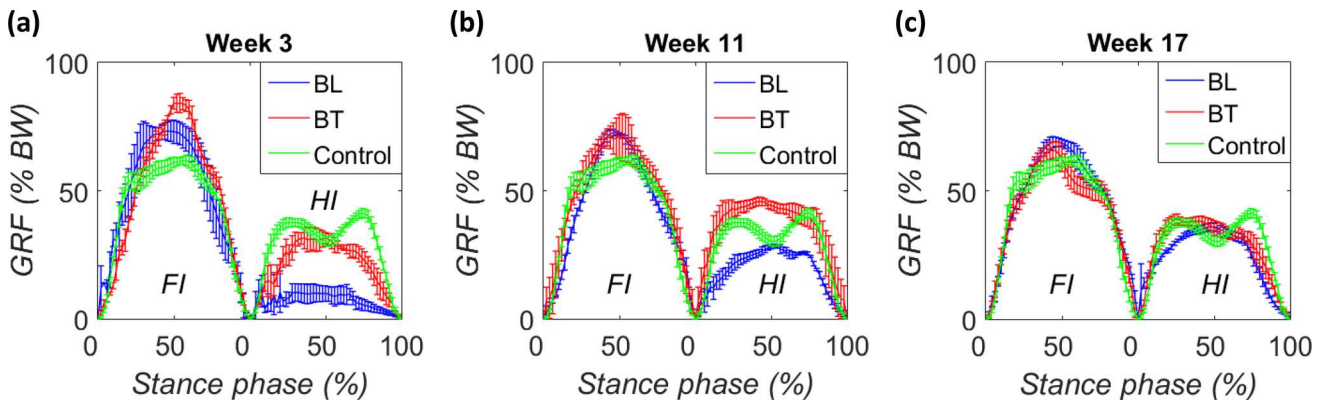 (a)
Week 3
GRF (% BW)
100
50
0
BL
BT
Control
FI
HI
0 50 0 50 100
Stance phase (%)
(b)
Week 11
GRF (% BW)
100
50
0
BL
BT
Control
FI
HI
0 50 0 50 100
Stance phase (%)
(c)
Week 17
GRF (% BW)
100
50
0
BL
BT
Control
FI
HI
0 50 0 50 100
Stance phase (%)